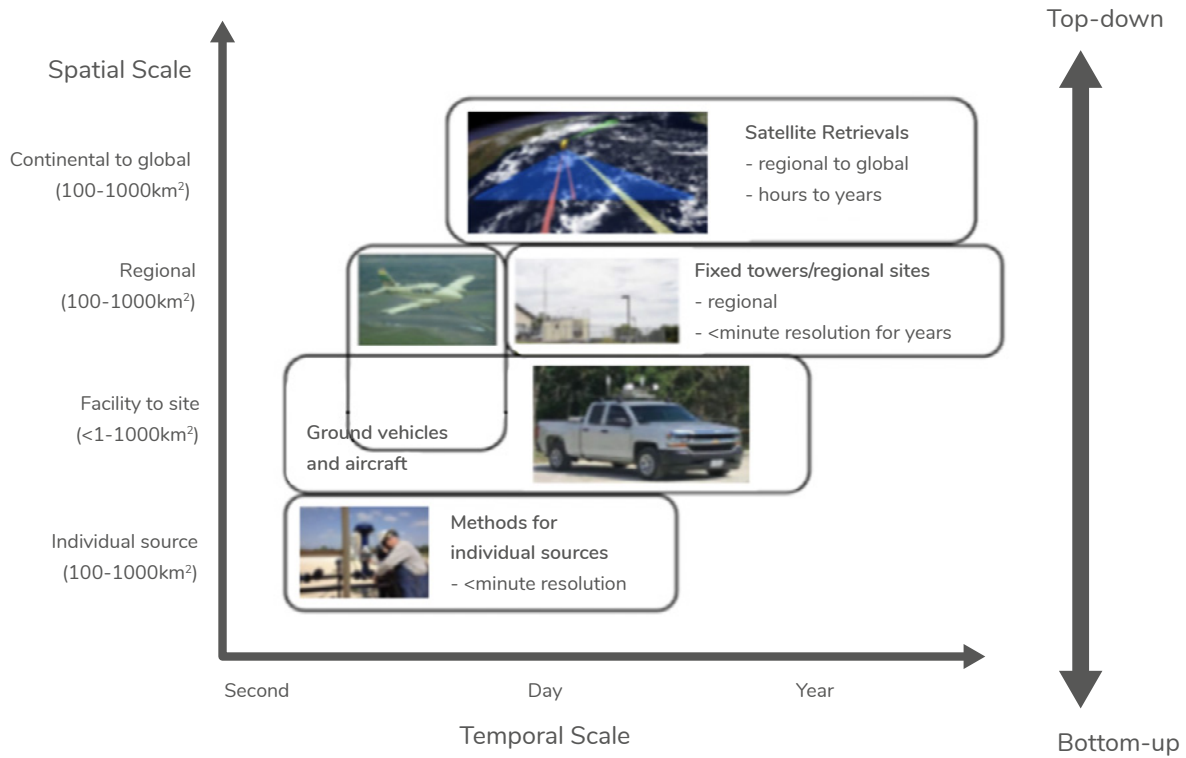 Top-down
Spatial Scale
Continental to global
(100-1000km²)
Satellite Retrievals
- regional to global
- hours to years
Regional
(100-1000km²)
Fixed towers/regional sites
- regional
- <minute resolution for years
Facility to site
(<1-1000km²)
Ground vehicles
and aircraft
Individual source
(100-1000km²)
Methods for
individual sources
- <minute resolution
Second
Day
Year
Temporal Scale
Bottom-up